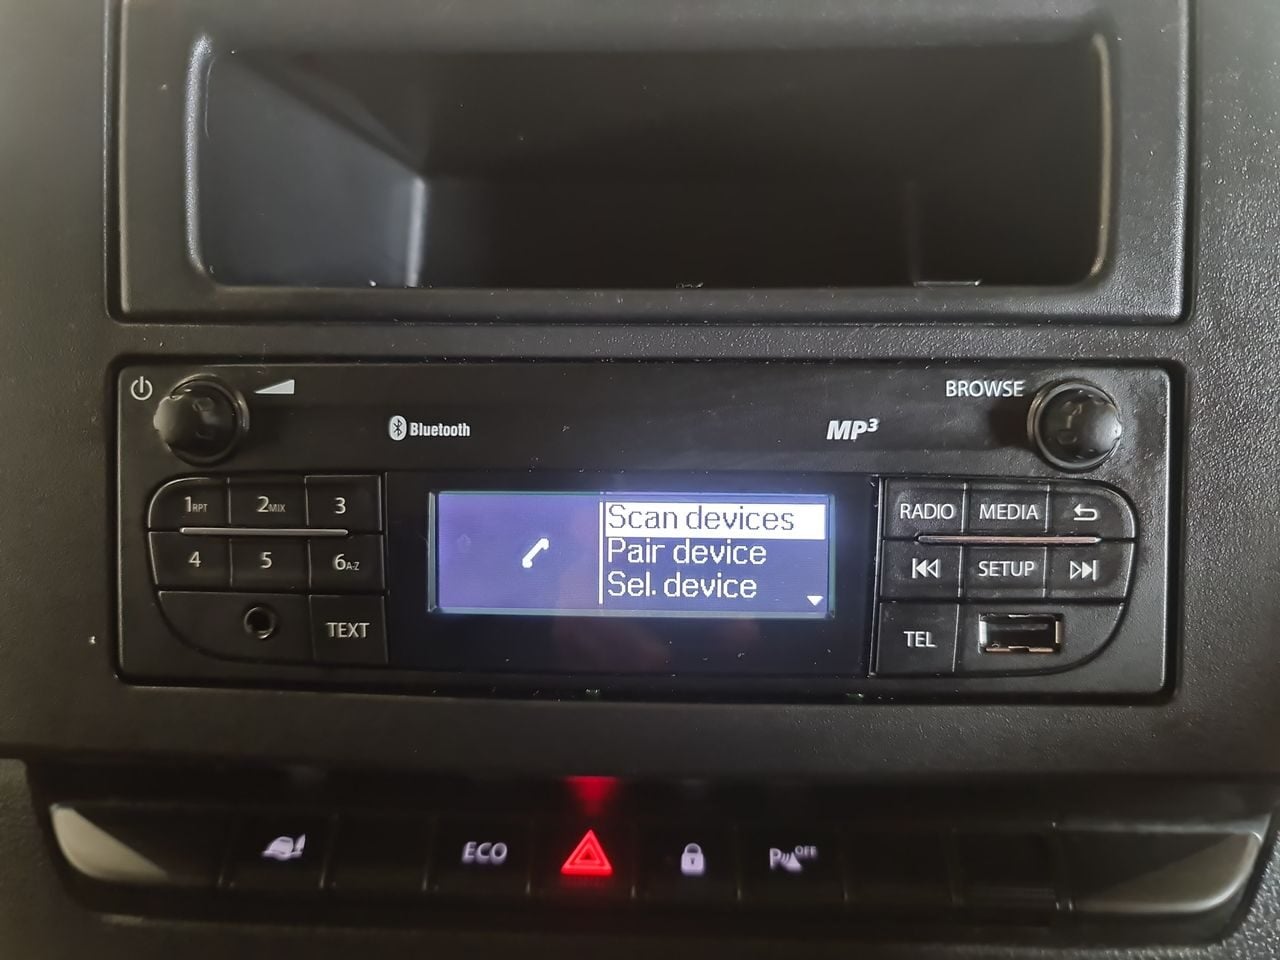 BROWSE
Bluetooth
MP3
1RPT
2MIX
3
RADIO
MEDIA
Scan devices
Pair device
Sel. device
4
5
6A-Z
SETUP
TEXT
TEL
ECO
P OFF